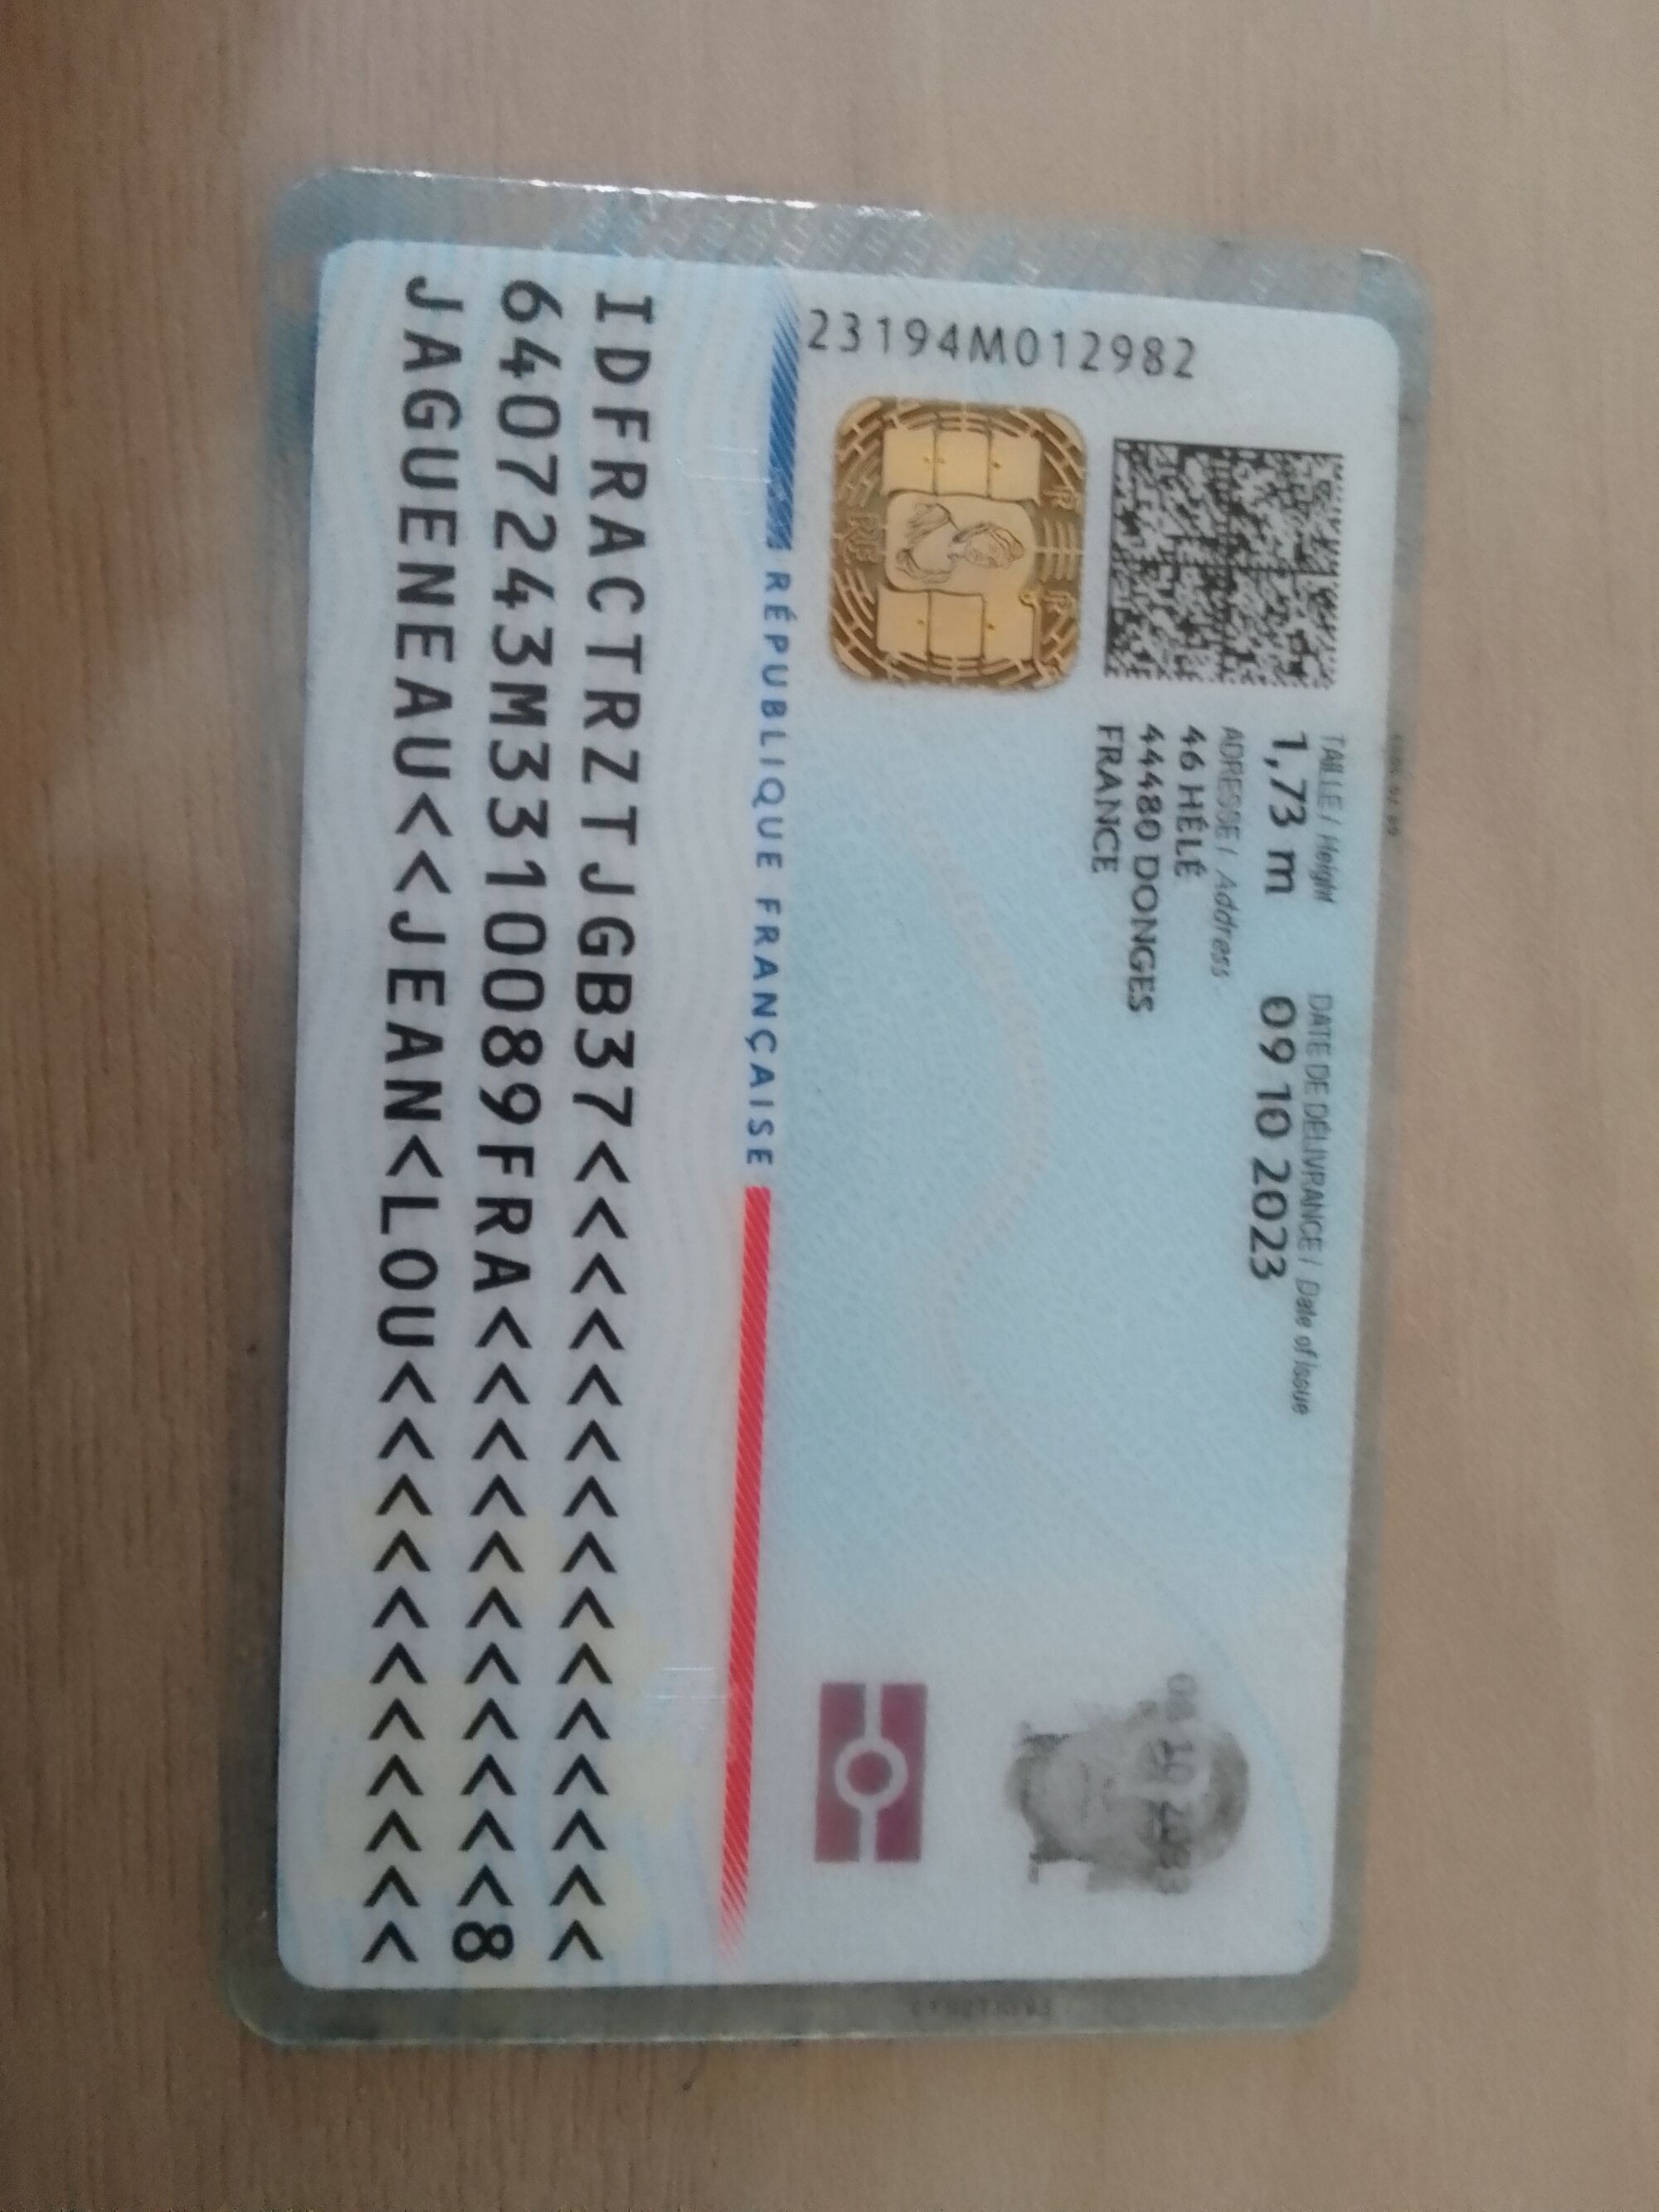 TAILLE / Height
1,73 m
DATE DE DÉLIVRANCE / Date of issue
09 10 2023
ADRESSE / Address
46 HÉLÉ
44480 DONGES
FRANCE
23194M012982
RÉPUBLIQUE FRANÇAISE
IDFRACTRZTJGB37<<<<<<<<<<<<<<<
6407243M3310089FRA<<<<<<<<<<<8
JAGUENEAU<<JEAN<LOU<<<<<<<<<<<